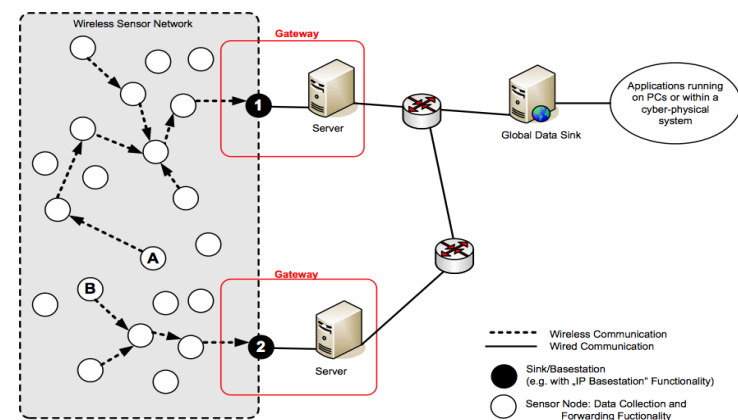 Wireless Sensor Network
Gateway
1
Server
Global Data Sink
Applications running
on PCs or within a
cyber-physical
system
A
B
Gateway
2
Server
Wireless Communication
Wired Communication
Sink/Basestation
(e.g. with „IP Basestation" Functionality)
Sensor Node: Data Collection and
Forwarding Fuctionality)